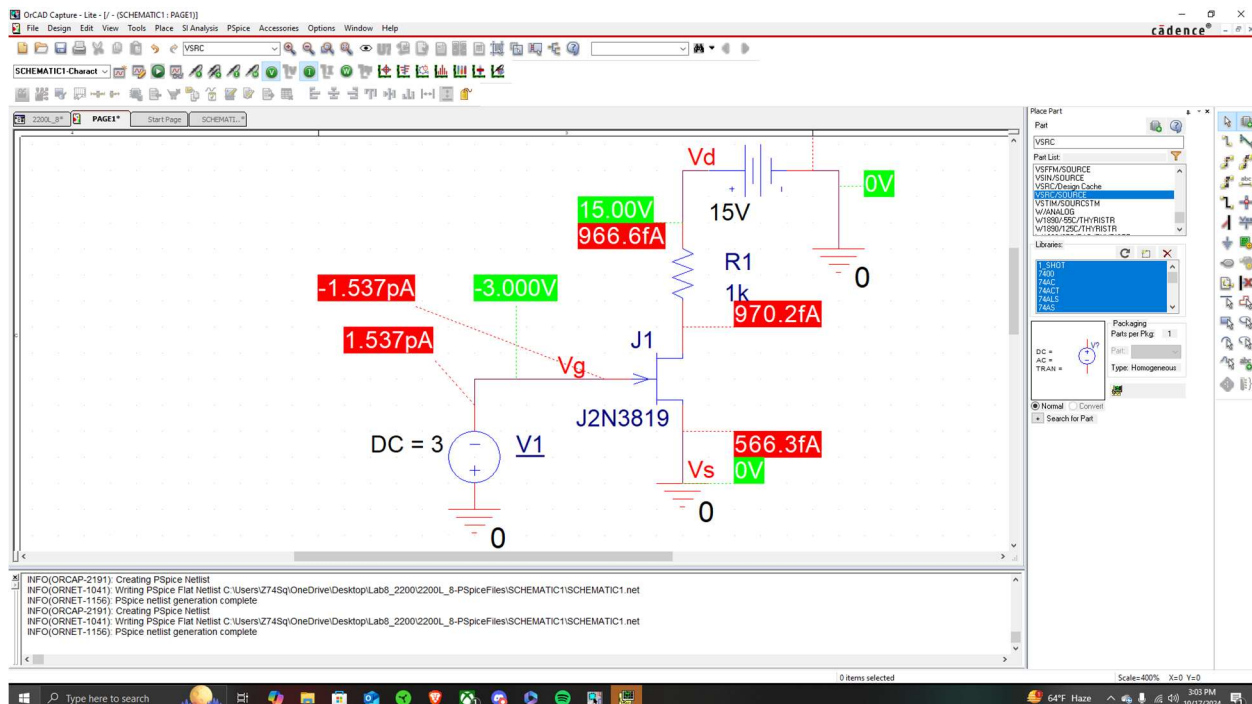 OrCAD Capture - Lite - [/ - (SCHEMATIC1 : PAGE1)]
File Design Edit View Tools Place SI Analysis PSpice Accessories Options Window Help
cādence®
VSRC
SCHEMATIC1-Charact
2200L_8*
PAGE1*
Start Page
SCHEMATI...*
Vd
0V
+
15V
15.00V
966.6fA
R1
1k
0
-1.537pA
-3.000V
970.2fA
1.537pA
J1
Vg
J2N3819
DC = 3
V1
566.3fA
Vs
0V
0
0
Place Part
Part
VSRC
Part List:
VSFFM/SOURCE
VSIN/SOURCE
VSRC/Design Cache
VSRC/SOURCE
VSTIM/SOURCSTM
W/ANALOG
W1890/-55C/THYRISTR
W1890/125C/THYRISTR
Libraries:
1_SHOT
7400
74AC
74ACT
74ALS
74AS
DC =
AC =
TRAN =
V?
Packaging
Parts per Pkg: 1
Part:
Type: Homogeneous
Normal Convert
+ Search for Part
INFO(ORCAP-2191): Creating PSpice Netlist
INFO(ORNET-1041): Writing PSpice Flat Netlist C:\Users\Z74Sq\OneDrive\Desktop\Lab8_2200\2200L_8-PSpiceFiles\SCHEMATIC1\SCHEMATIC1.net
INFO(ORNET-1156): PSpice netlist generation complete
INFO(ORCAP-2191): Creating PSpice Netlist
INFO(ORNET-1041): Writing PSpice Flat Netlist C:\Users\Z74Sq\OneDrive\Desktop\Lab8_2200\2200L_8-PSpiceFiles\SCHEMATIC1\SCHEMATIC1.net
INFO(ORNET-1156): PSpice netlist generation complete
0 items selected
Scale=400% X=0 Y=0
Type here to search
64°F Haze
3:03 PM
10/17/2024